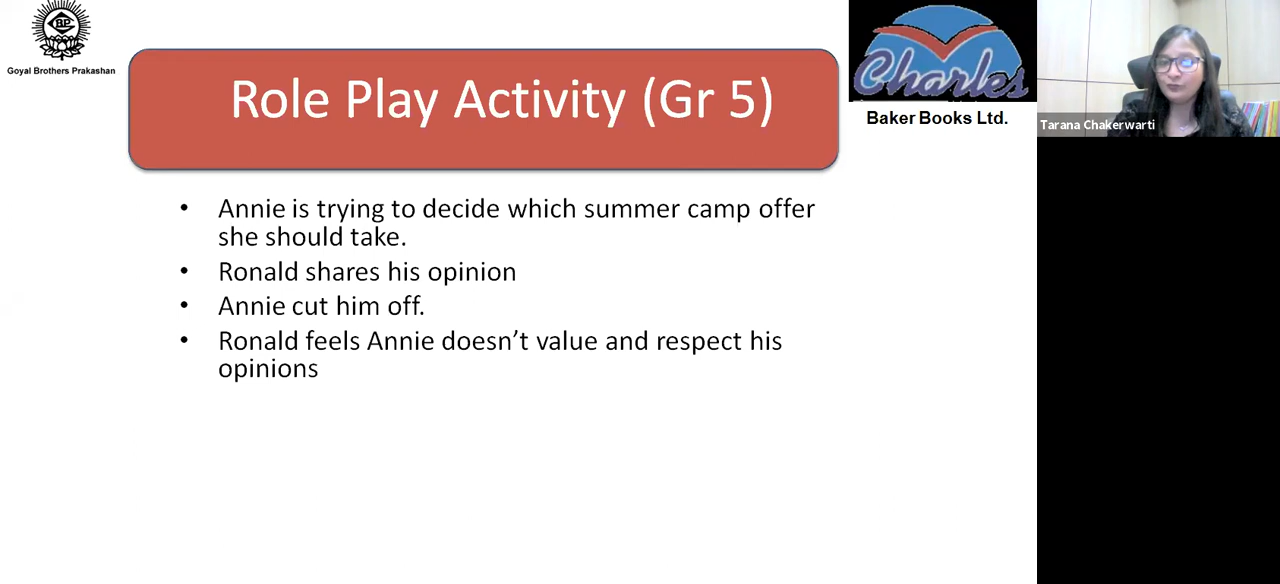 GBP
Goyal Brothers Prakashan
Role Play Activity (Gr 5)
Charles
Baker Books Ltd.
Tarana Chakerwarti
• Annie is trying to decide which summer camp offer
she should take.
• Ronald shares his opinion
• Annie cut him off.
• Ronald feels Annie doesn’t value and respect his
opinions